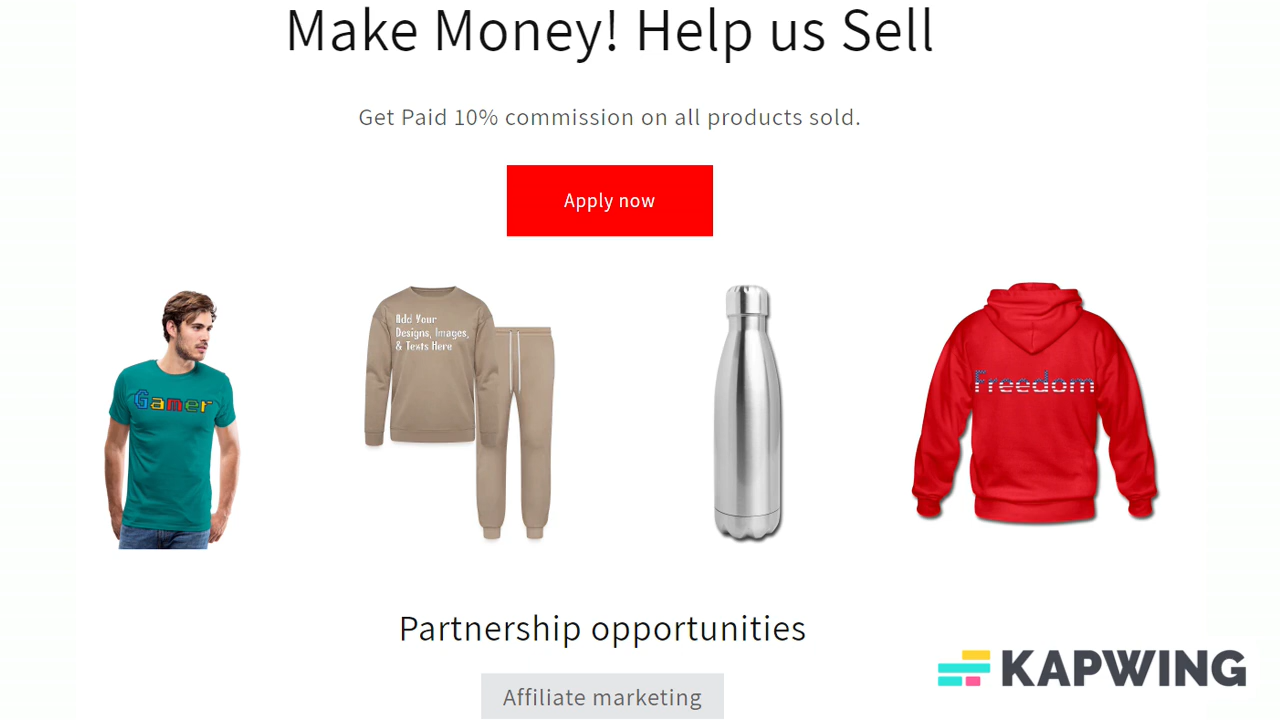 Make Money! Help us Sell
Get Paid 10% commission on all products sold.
Apply now
Gamer
Add Your
Designs, Images,
& Texts Here
Freedom
Partnership opportunities
KAPWING
Affiliate marketing